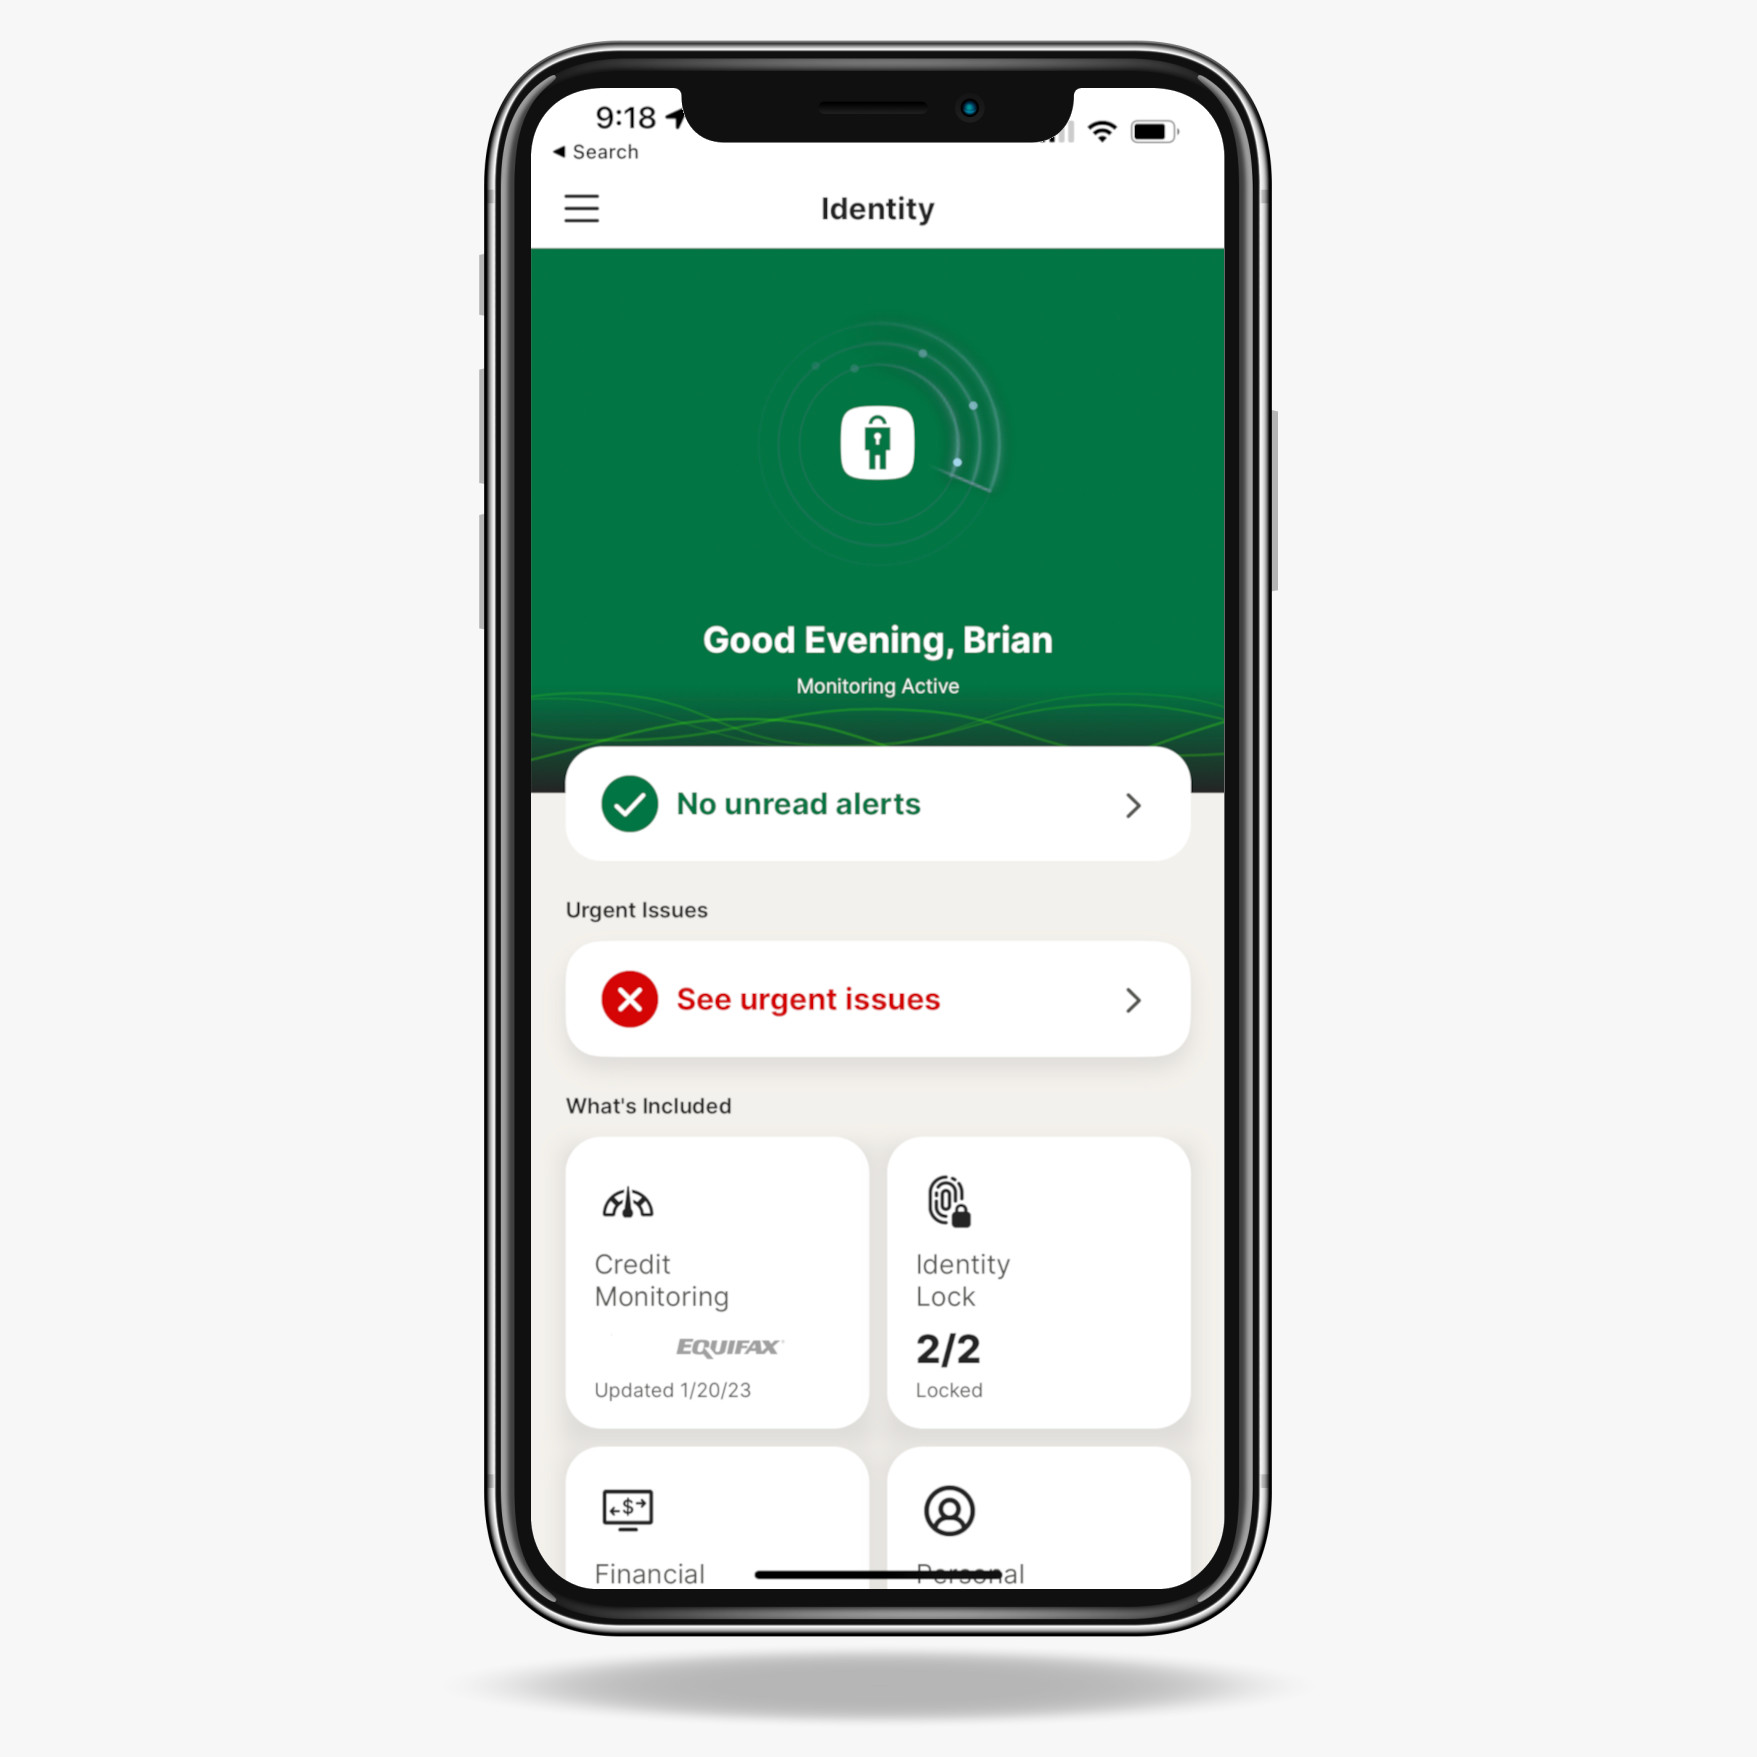 9:18
Search
Identity
Good Evening, Brian
Monitoring Active
No unread alerts
Urgent Issues
See urgent issues
What's Included
Credit
Monitoring
EQUIFAX
Updated 1/20/23
Identity
Lock
2/2
Locked
$
Financial
Personal